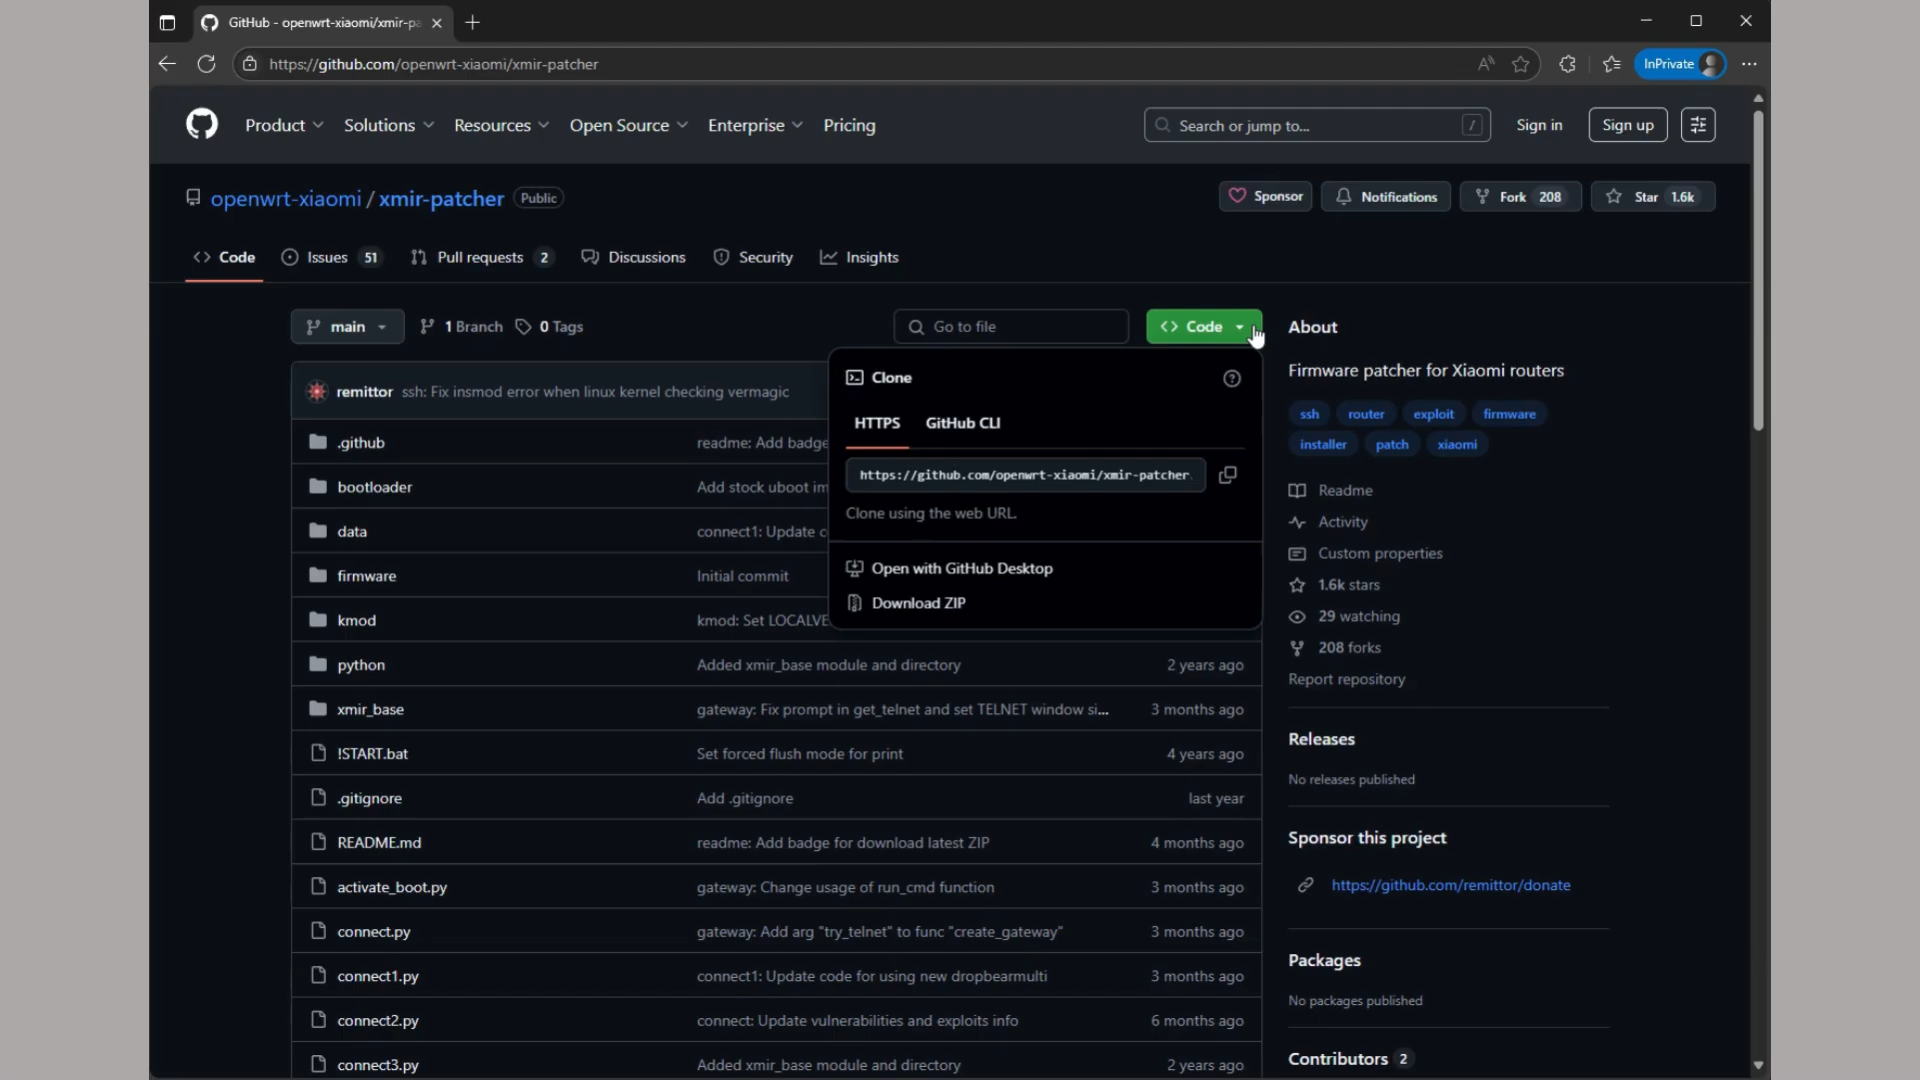 GitHub - openwrt-xiaomi/xmir-pa
https://github.com/openwrt-xiaomi/xmir-patcher
InPrivate
Product Solutions Resources Open Source Enterprise Pricing
Search or jump to... /
Sign in
Sign up
openwrt-xiaomi / xmir-patcher Public
Sponsor
Notifications
Fork 208
Star 1.6k
Code
Issues 51
Pull requests 2
Discussions
Security
Insights
main
1 Branch
0 Tags
Go to file
Code
remittor ssh: Fix insmod error when linux kernel checking vermagic
Clone
HTTPS GitHub CLI
https://github.com/openwrt-xiaomi/xmir-patcher.
Clone using the web URL.
Open with GitHub Desktop
Download ZIP
.github readme: Add badge
bootloader Add stock uboot im
data connect1: Update c
firmware Initial commit
kmod kmod: Set LOCALVE
python Added xmir_base module and directory 2 years ago
xmir_base gateway: Fix prompt in get_telnet and set TELNET window si... 3 months ago
!START.bat Set forced flush mode for print 4 years ago
.gitignore Add .gitignore last year
README.md readme: Add badge for download latest ZIP 4 months ago
activate_boot.py gateway: Change usage of run_cmd function 3 months ago
connect.py gateway: Add arg "try_telnet" to func "create_gateway" 3 months ago
connect1.py connect1: Update code for using new dropbearmulti 3 months ago
connect2.py connect: Update vulnerabilities and exploits info 6 months ago
connect3.py Added xmir_base module and directory 2 years ago
About
Firmware patcher for Xiaomi routers
ssh router exploit firmware
installer patch xiaomi
Readme
Activity
Custom properties
1.6k stars
29 watching
208 forks
Report repository
Releases
No releases published
Sponsor this project
https://github.com/remittor/donate
Packages
No packages published
Contributors 2